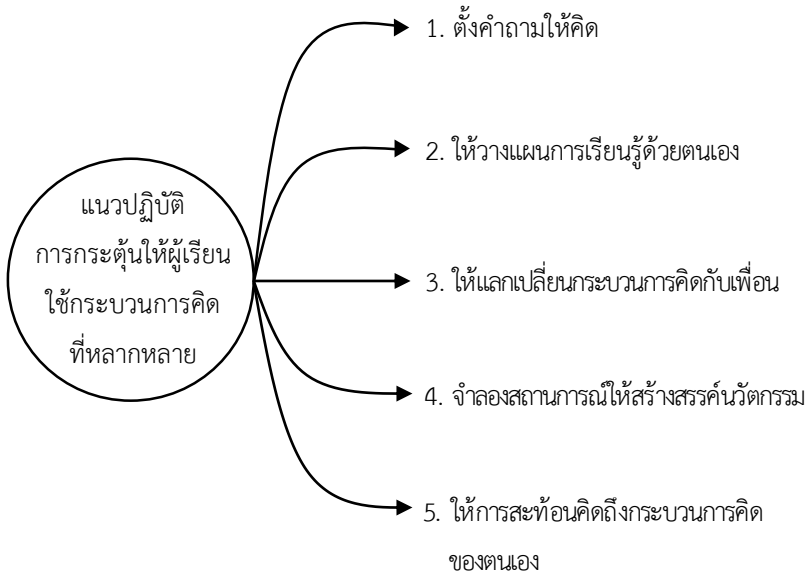 แนวปฏิบัติ
การกระตุ้นให้ผู้เรียน
ใช้กระบวนการคิด
ที่หลากหลาย
1. ตั้งคำถามให้คิด
2. ให้วางแผนการเรียนรู้ด้วยตนเอง
3. ให้แลกเปลี่ยนกระบวนการคิดกับเพื่อน
4. จำลองสถานการณ์ให้สร้างสรรค์นวัตกรรม
5. ให้การสะท้อนคิดถึงกระบวนการคิด
ของตนเอง